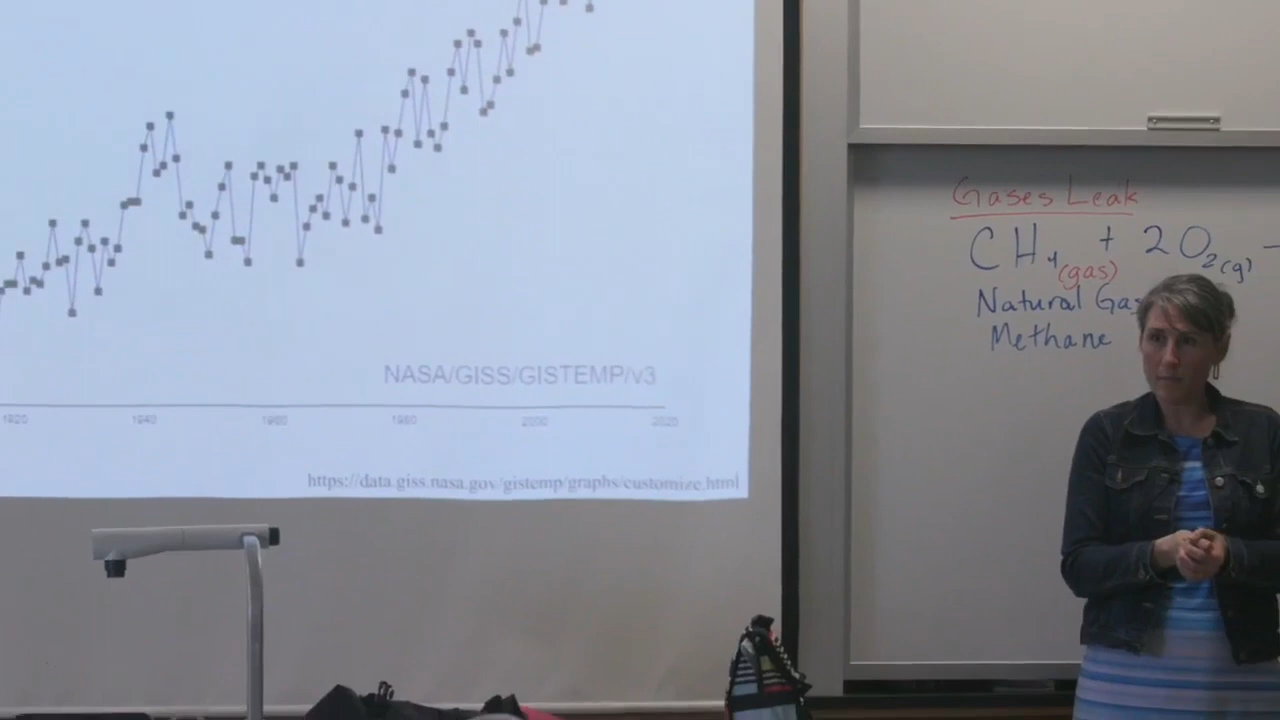 NASA/GISS/GISTEMP/v3
1920 1940 1960 1980 2000 2020
https://data.giss.nasa.gov/gistemp/graphs/customize.html
Gases Leak
CH4 + 2O2(g) →
(gas)
Natural Gas
Methane